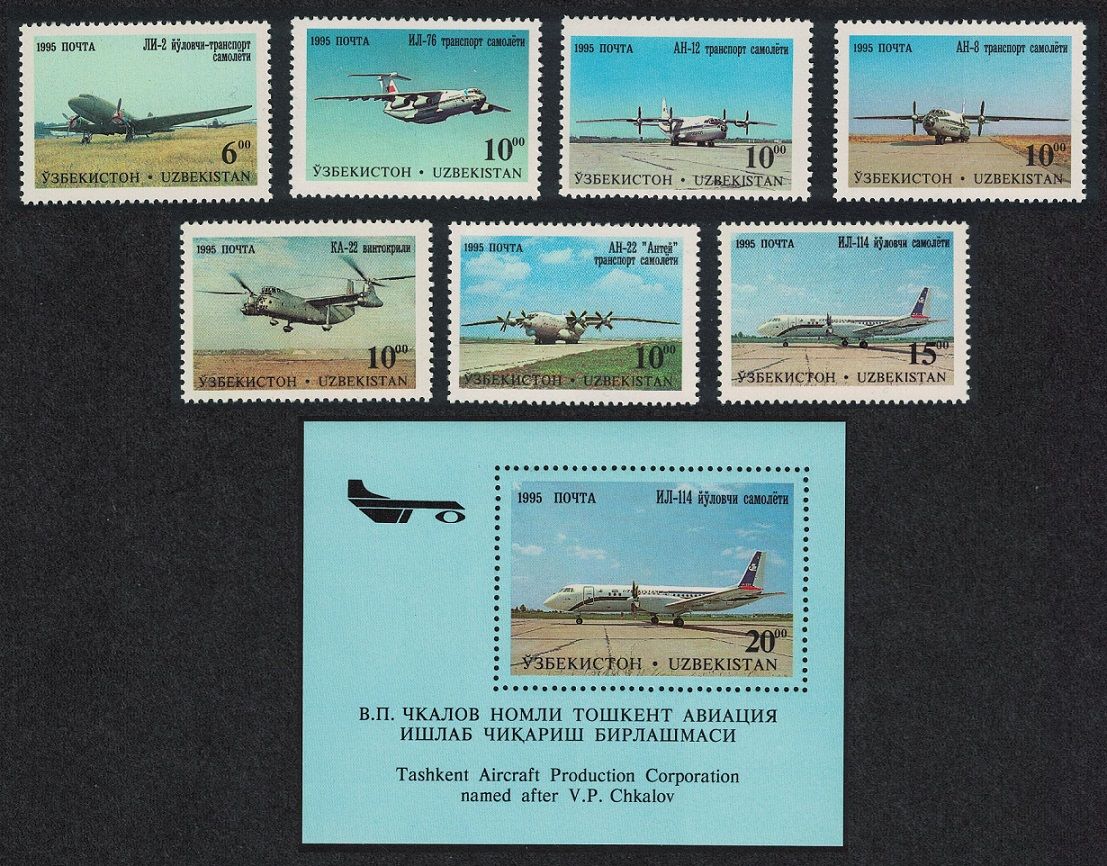 1995 ПОЧТА
ЛИ-2 йўловчи-транспорт
самолёти
6.00
ЎЗБЕКИСТОН · UZBEKISTAN
1995 ПОЧТА
ИЛ-76 транспорт самолёти
10.00
ЎЗБЕКИСТОН · UZBEKISTAN
1995 ПОЧТА
АН-12 транспорт самолёти
10.00
ЎЗБЕКИСТОН · UZBEKISTAN
1995 ПОЧТА
АН-8 транспорт самолёти
10.00
ЎЗБЕКИСТОН · UZBEKISTAN
1995 ПОЧТА
КА-22 винтокрили
10.00
ЎЗБЕКИСТОН · UZBEKISTAN
1995 ПОЧТА
АН-22 "Антей"
транспорт самолёти
10.00
ЎЗБЕКИСТОН · UZBEKISTAN
1995 ПОЧТА
ИЛ-114 йўловчи самолёти
15.00
ЎЗБЕКИСТОН · UZBEKISTAN
1995 ПОЧТА
ИЛ-114 йўловчи самолёти
20.00
ЎЗБЕКИСТОН · UZBEKISTAN
В.П. ЧКАЛОВ НОМЛИ ТОШКЕНТ АВИАЦИЯ
ИШЛАБ ЧИҚАРИШ БИРЛАШМАСИ
Tashkent Aircraft Production Corporation
named after V.P. Chkalov